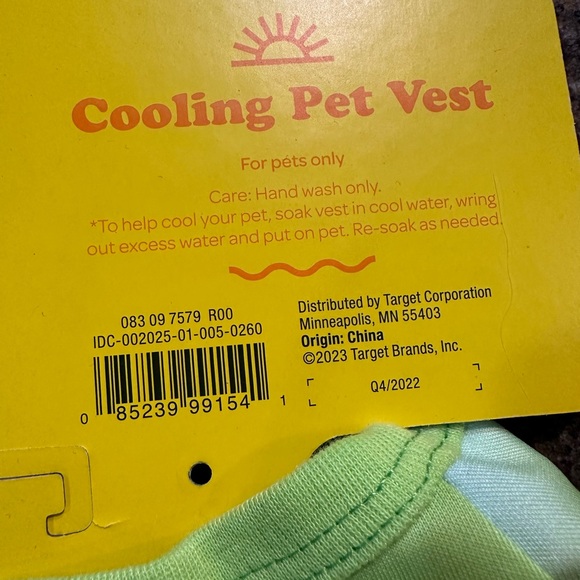 Cooling Pet Vest
For pets only
Care: Hand wash only.
*To help cool your pet, soak vest in cool water, wring
out excess water and put on pet. Re-soak as needed.
083 09 7579 R00
IDC-002025-01-005-0260
0 85239 99154 1
Distributed by Target Corporation
Minneapolis, MN 55403
Origin: China
©2023 Target Brands, Inc.
Q4/2022